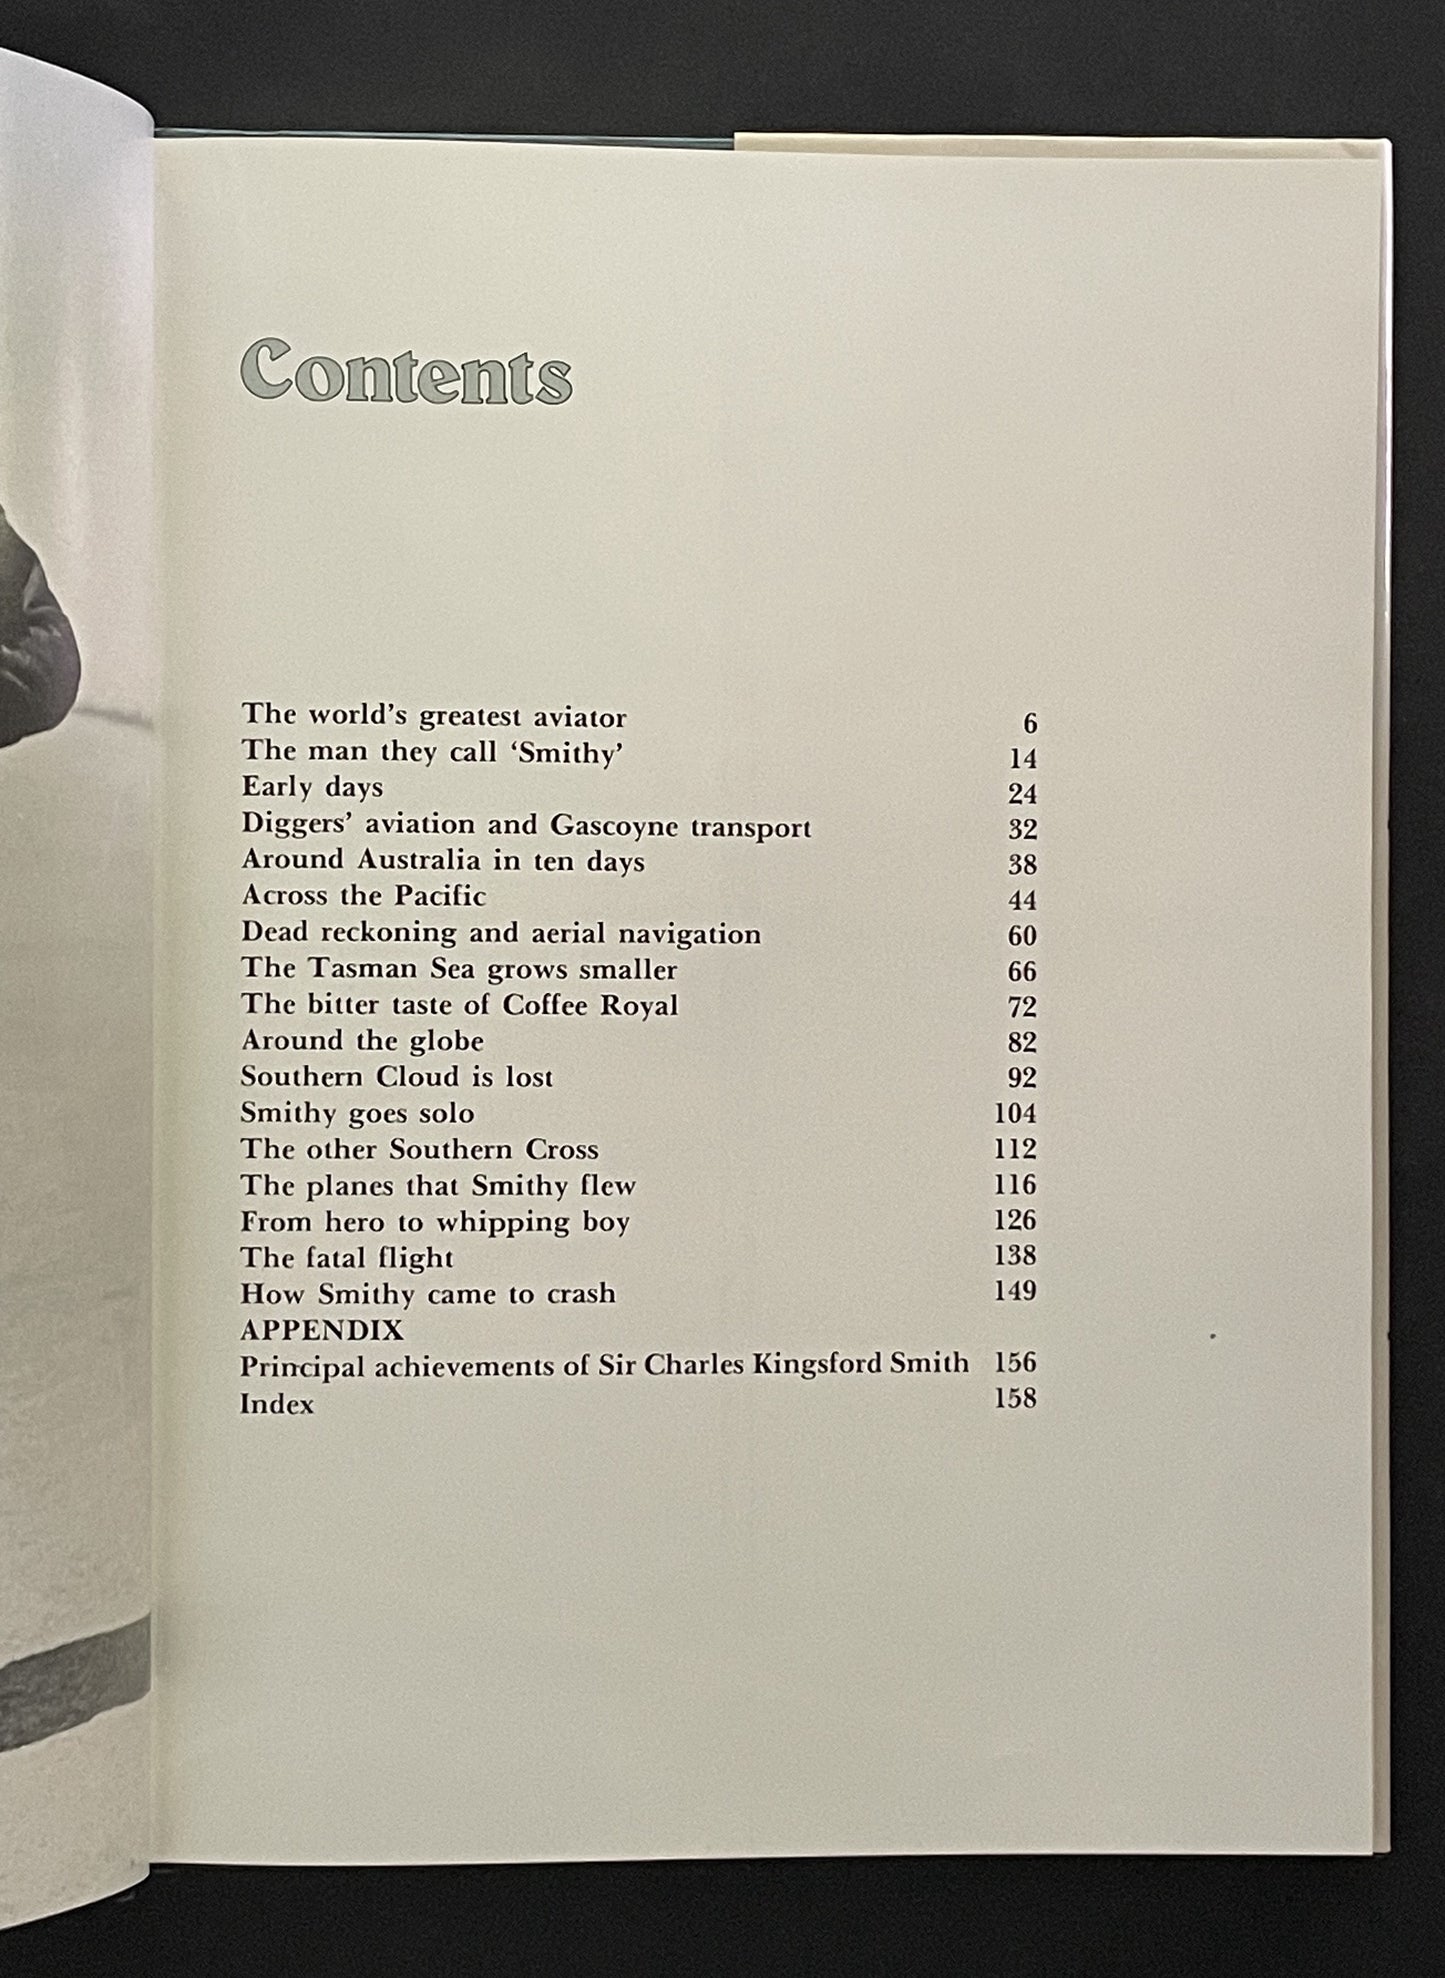 Contents
The world's greatest aviator 6
The man they call ‘Smithy’ 14
Early days 24
Diggers’ aviation and Gascoyne transport 32
Around Australia in ten days 38
Across the Pacific 44
Dead reckoning and aerial navigation 60
The Tasman Sea grows smaller 66
The bitter taste of Coffee Royal 72
Around the globe 82
Southern Cloud is lost 92
Smithy goes solo 104
The other Southern Cross 112
The planes that Smithy flew 116
From hero to whipping boy 126
The fatal flight 138
How Smithy came to crash 149
APPENDIX
Principal achievements of Sir Charles Kingsford Smith 156
Index 158